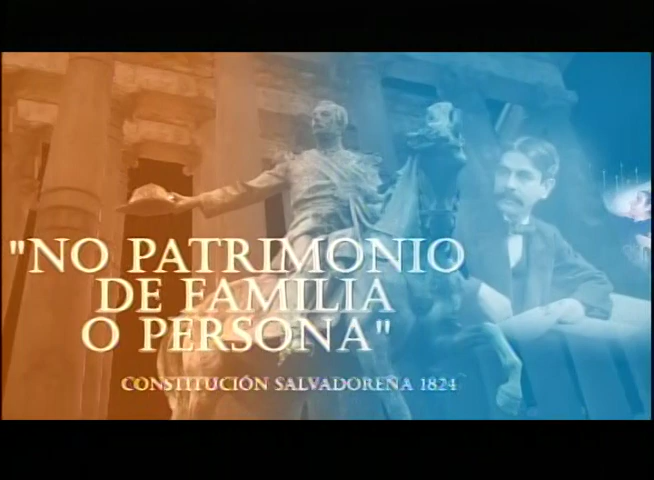 "NO PATRIMONIO
DE FAMILIA
O PERSONA"
CONSTITUCIÓN SALVADOREÑA 1824